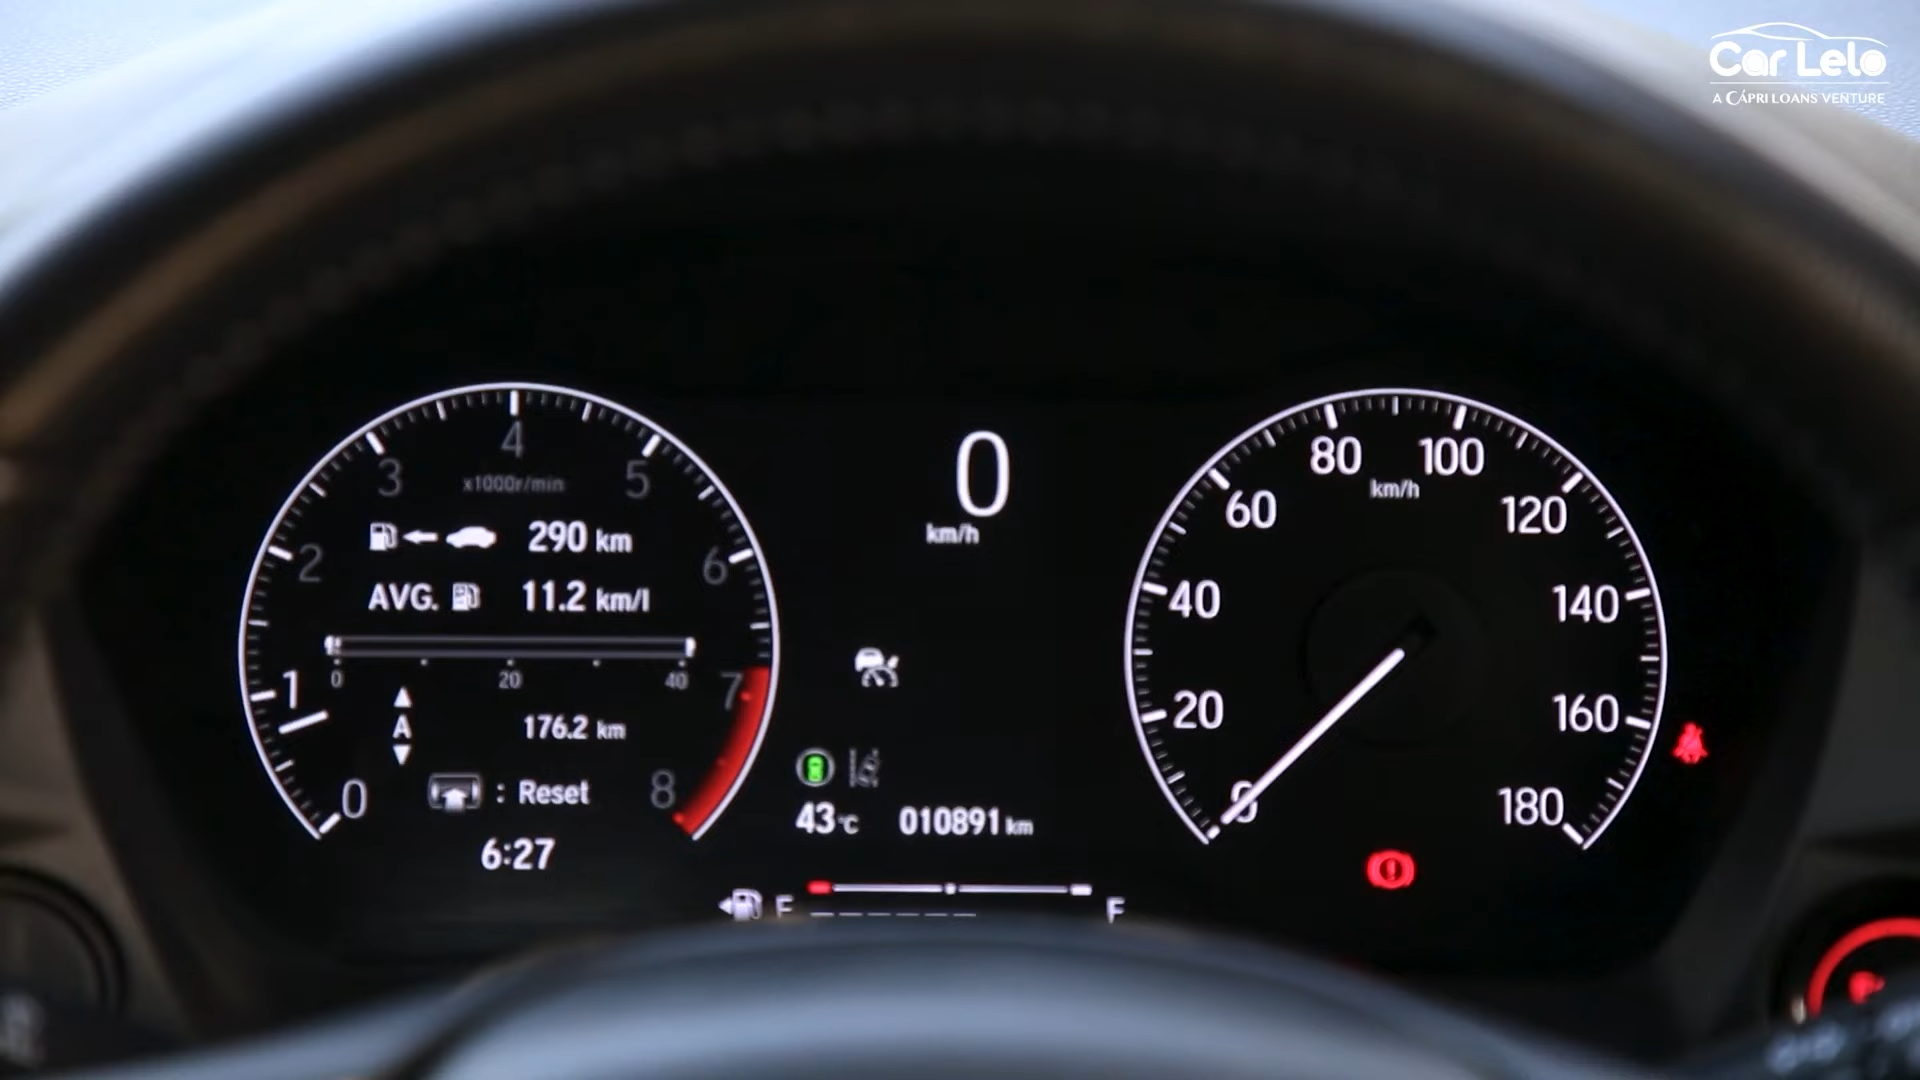 Car Lelo
A CAPRI LOANS VENTURE
4
3
5
x1000r/min
2
6
290 km
AVG. 11.2 km/l
0 20 40
1
7
A
176.2 km
0
8
: Reset
6:27
0
km/h
43°C 010891 km
F
80 100
km/h
60 120
40 140
20 160
0 180